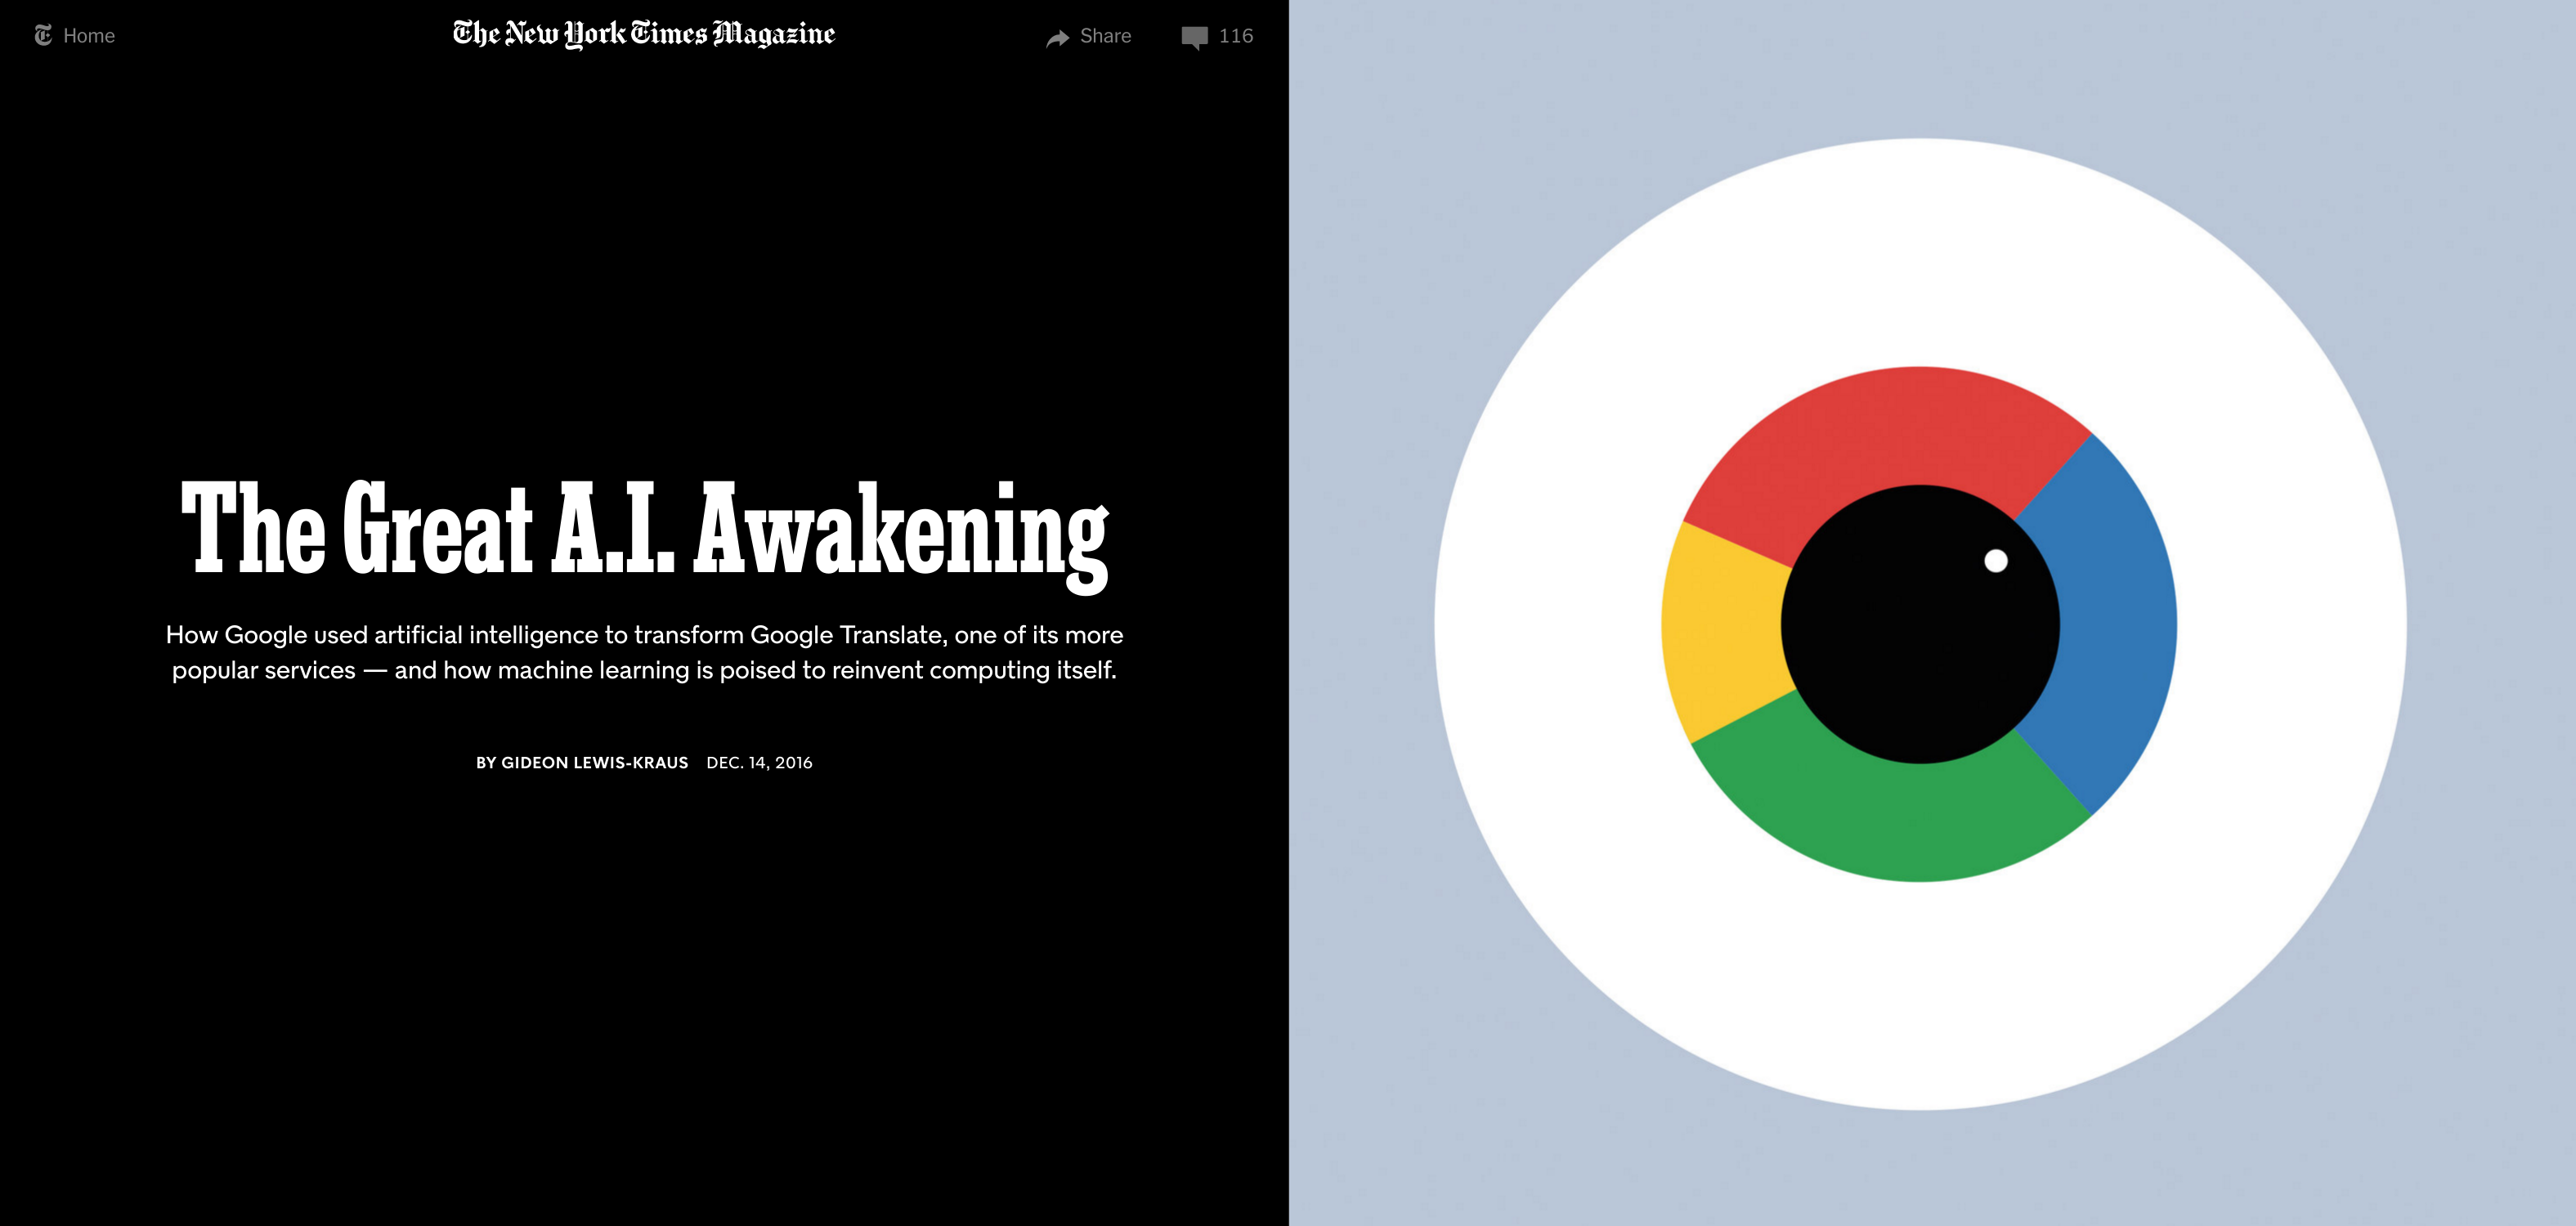 Home
The New York Times Magazine
Share
116
The Great A.I. Awakening
How Google used artificial intelligence to transform Google Translate, one of its more
popular services — and how machine learning is poised to reinvent computing itself.
BY GIDEON LEWIS-KRAUS DEC. 14, 2016